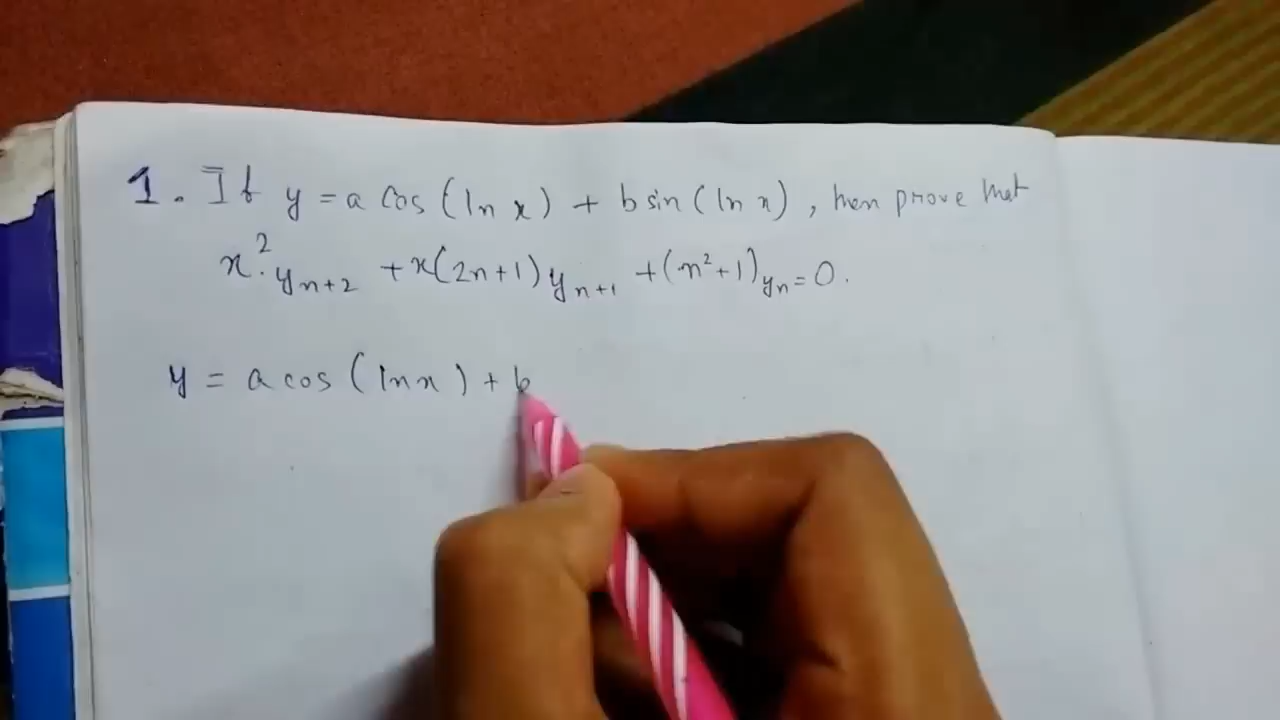 1. If y = a cos (ln x) + b sin (ln x), then prove that
x². yn+2 + x(2n+1) yn+1 + (n²+1) yn = 0.
y = a cos (ln x) + b